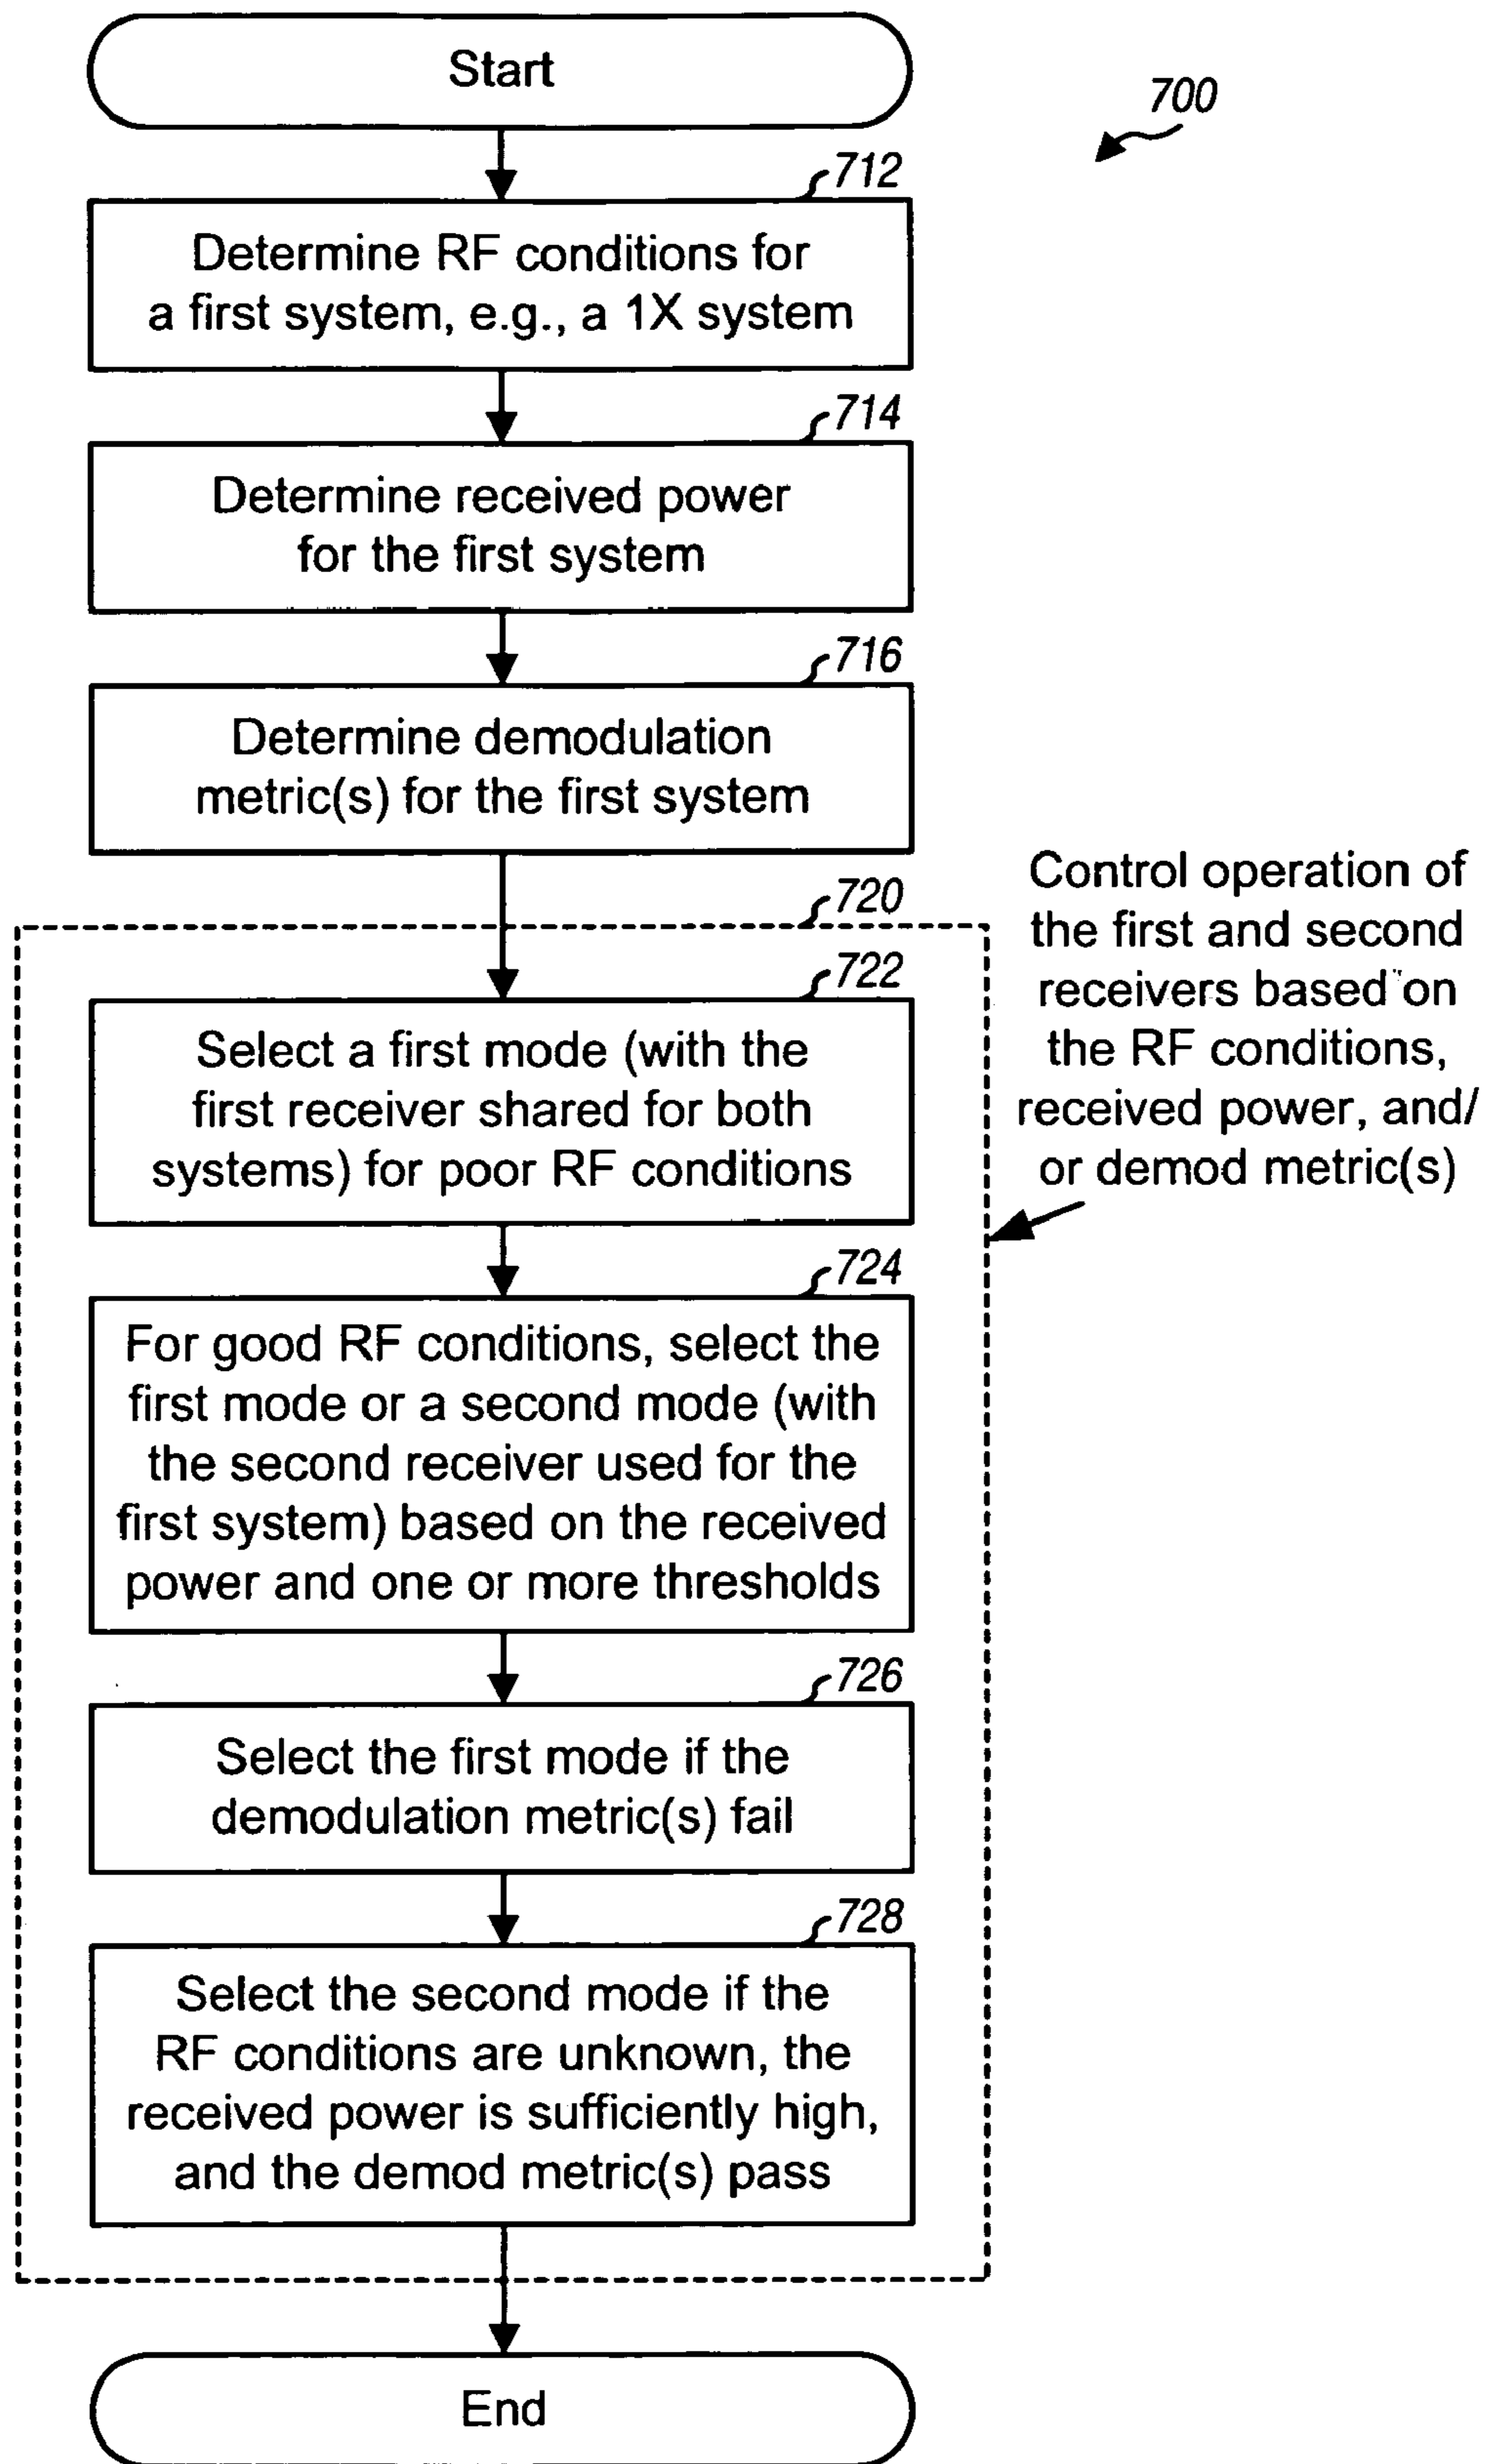 Start
700
712
Determine RF conditions for
a first system, e.g., a 1X system
714
Determine received power
for the first system
716
Determine demodulation
metric(s) for the first system
720
Control operation of
the first and second
receivers based on
the RF conditions,
received power, and/
or demod metric(s)
722
Select a first mode (with the
first receiver shared for both
systems) for poor RF conditions
724
For good RF conditions, select the
first mode or a second mode (with
the second receiver used for the
first system) based on the received
power and one or more thresholds
726
Select the first mode if the
demodulation metric(s) fail
728
Select the second mode if the
RF conditions are unknown, the
received power is sufficiently high,
and the demod metric(s) pass
End